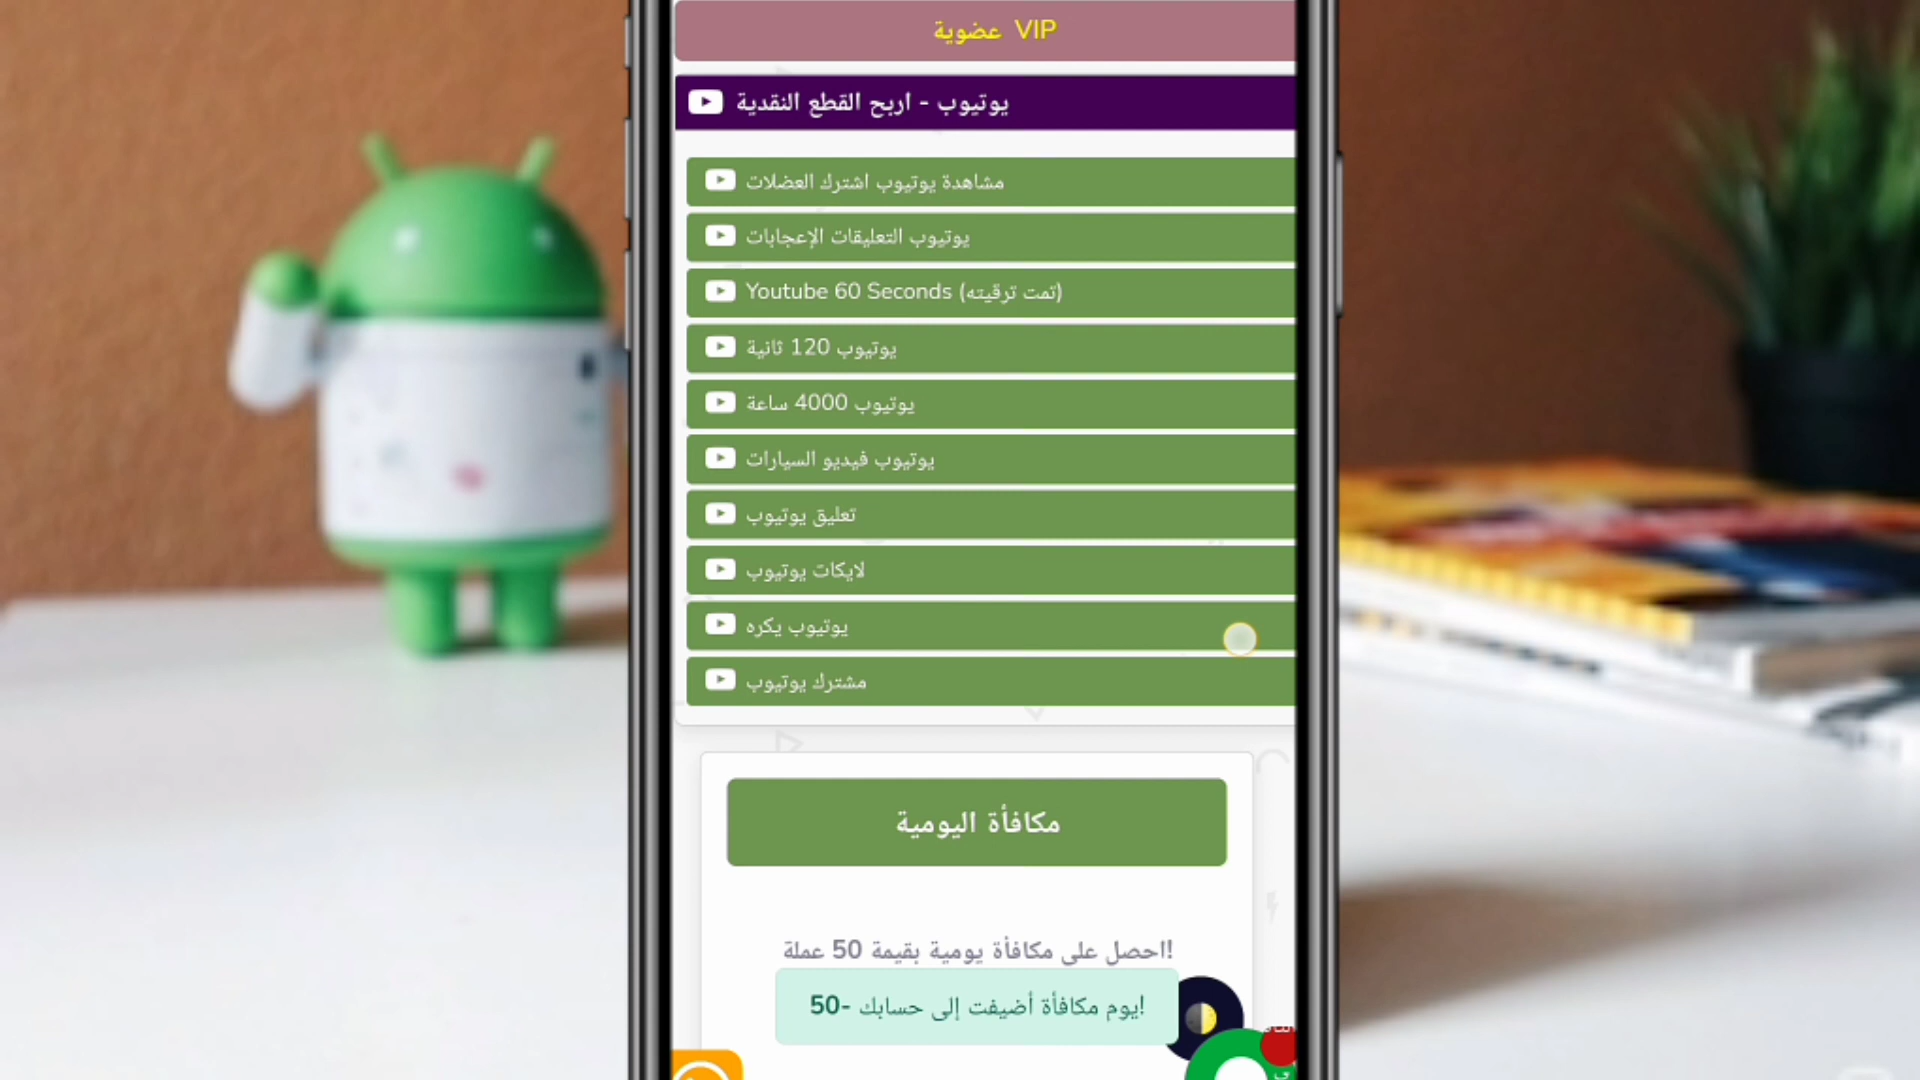 عضوية VIP
يوتيوب - اربح القطع النقدية
مشاهدة يوتيوب اشترك العضلات
يوتيوب التعليقات الإعجابات
Youtube 60 Seconds (تمت ترقيته)
يوتيوب 120 ثانية
يوتيوب 4000 ساعة
يوتيوب فيديو السيارات
تعليق يوتيوب
لايكات يوتيوب
يوتيوب يكره
مشترك يوتيوب
مكافأة اليومية
احصل على مكافأة يومية بقيمة 50 عملة!
يوم مكافأة أضيفت إلى حسابك -50!